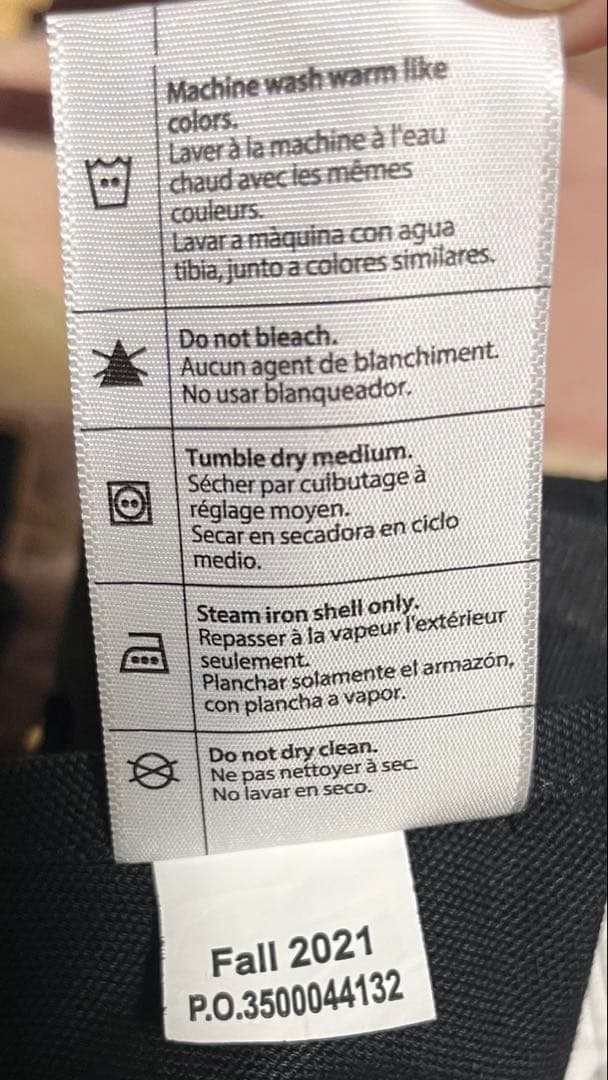 Machine wash warm like
colors.
Laver à la machine à l'eau
chaud avec les mêmes
couleurs.
Lavar a màquina con agua
tibia, junto a colores similares.
Do not bleach.
Aucun agent de blanchiment.
No usar blanqueador.
Tumble dry medium.
Sécher par culbutage à
réglage moyen.
Secar en secadora en ciclo
medio.
Steam iron shell only.
Repasser à la vapeur l'extérieur
seulement.
Planchar solamente el armazón,
con plancha a vapor.
Do not dry clean.
Ne pas nettoyer à sec.
No lavar en seco.
Fall 2021
P.O.3500044132